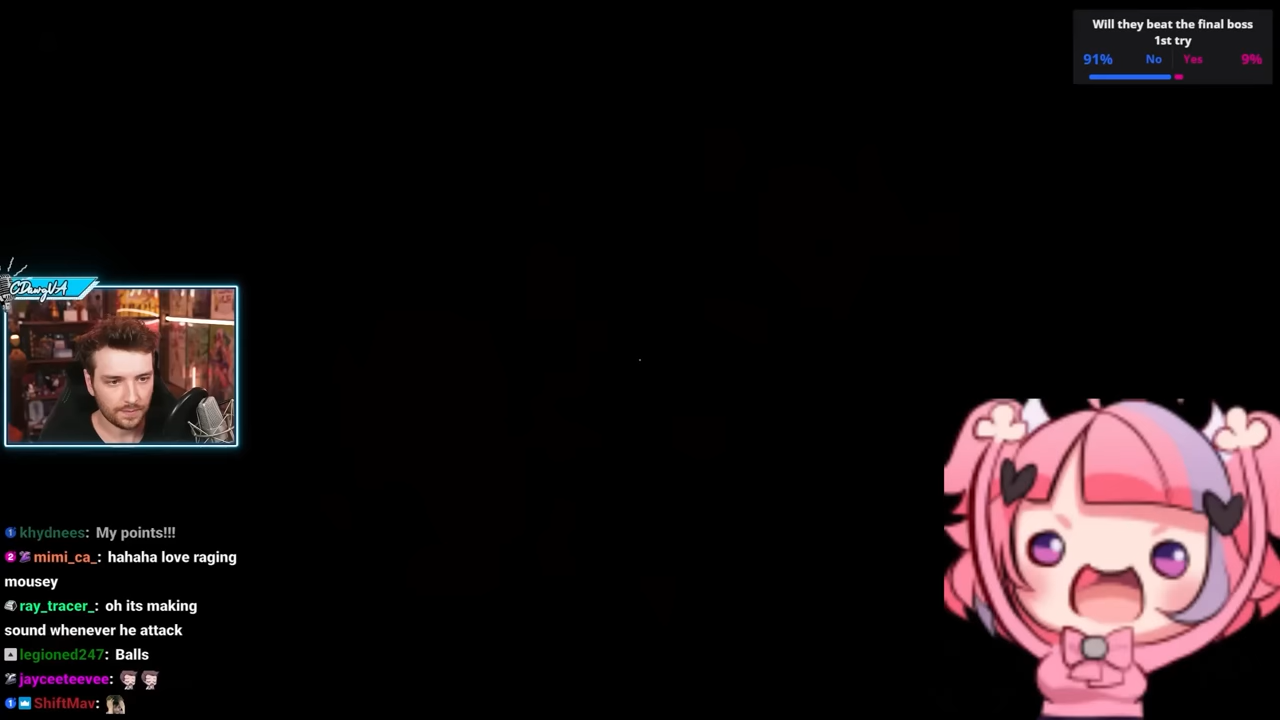 Will they beat the final boss
1st try
91% No Yes 9%
CDawgVA
khydnees: My points!!!
mimi_ca_: hahaha love raging
mousey
ray_tracer_: oh its making
sound whenever he attack
legioned247: Balls
jayceeteevee:
ShiftMav: